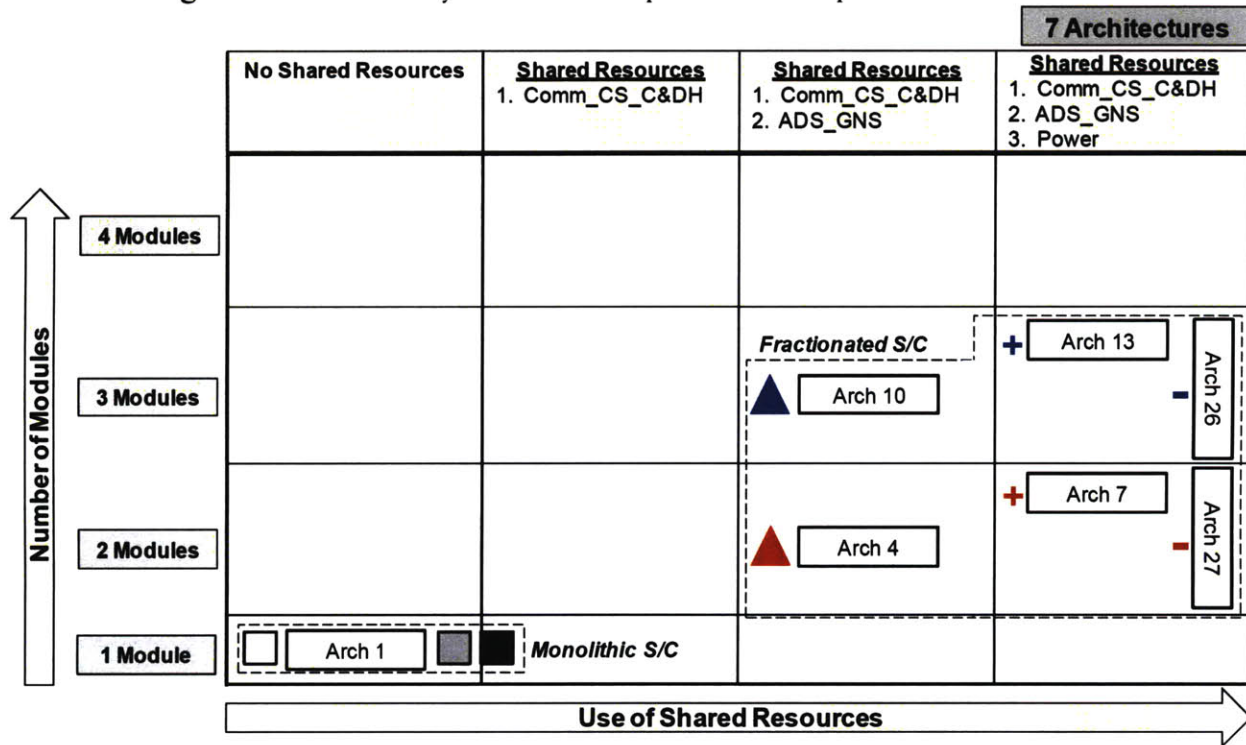 7 Architectures
No Shared Resources
Shared Resources
1. Comm_CS_C&DH
Shared Resources
1. Comm_CS_C&DH
2. ADS_GNS
Shared Resources
1. Comm_CS_C&DH
2. ADS_GNS
3. Power
Number of Modules
4 Modules
3 Modules
Fractionated S/C
Arch 10
+
Arch 13
-
Arch 26
2 Modules
Arch 4
+
Arch 7
-
Arch 27
1 Module
Arch 1
Monolithic S/C
Use of Shared Resources